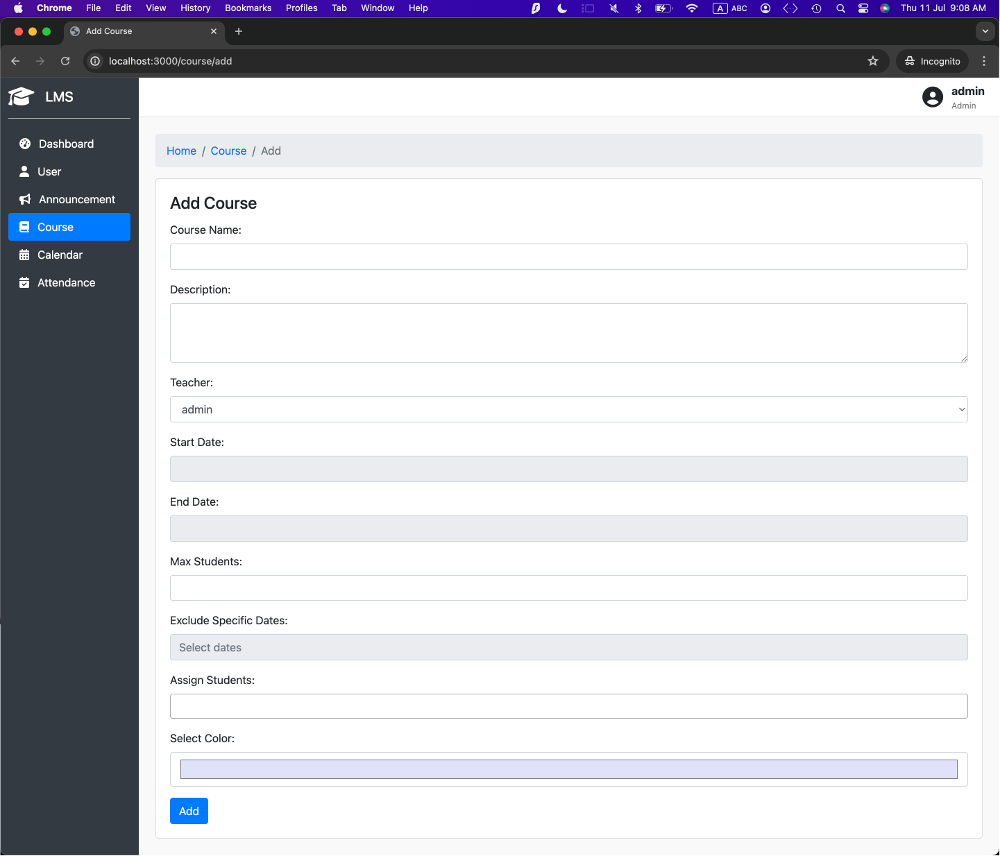 Chrome File Edit View History Bookmarks Profiles Tab Window Help A ABC Thu 11 Jul 9:08 AM
Add Course
localhost:3000/course/add Incognito
LMS
admin
Admin
Dashboard
User
Announcement
Course
Calendar
Attendance
Home / Course / Add
Add Course
Course Name:
Description:
Teacher:
admin
Start Date:
End Date:
Max Students:
Exclude Specific Dates:
Select dates
Assign Students:
Select Color:
Add